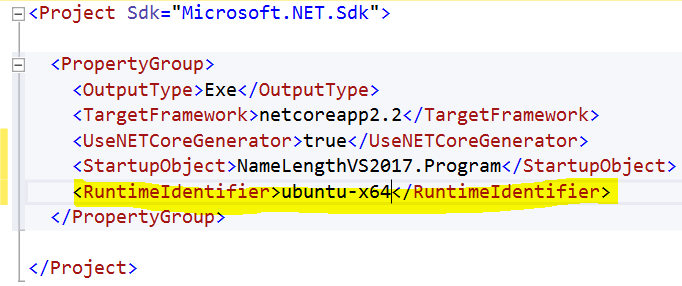 <Project Sdk="Microsoft.NET.Sdk">
<PropertyGroup>
<OutputType>Exe</OutputType>
<TargetFramework>netcoreapp2.2</TargetFramework>
<UseNETCoreGenerator>true</UseNETCoreGenerator>
<StartupObject>NameLengthVS2017.Program</StartupObject>
<RuntimeIdentifier>ubuntu-x64</RuntimeIdentifier>
</PropertyGroup>
</Project>